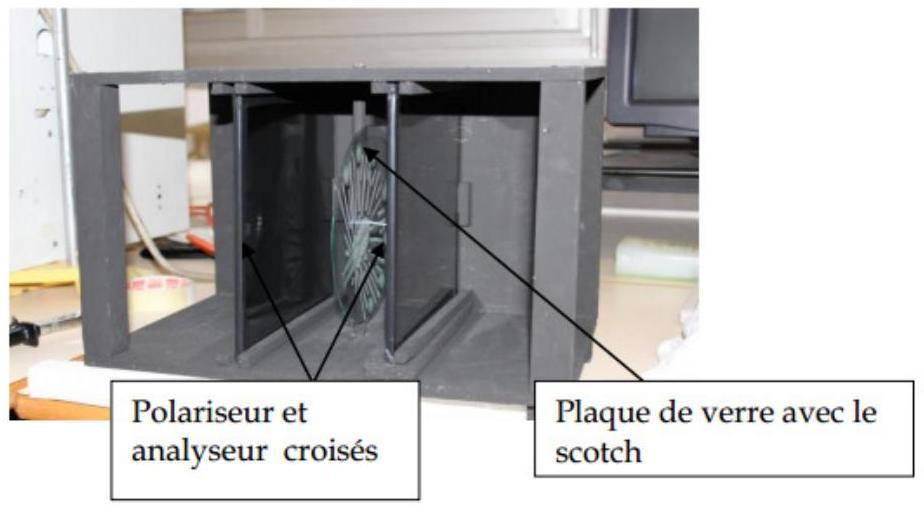 Polariseur et
analyseur croisés
Plaque de verre avec le
scotch